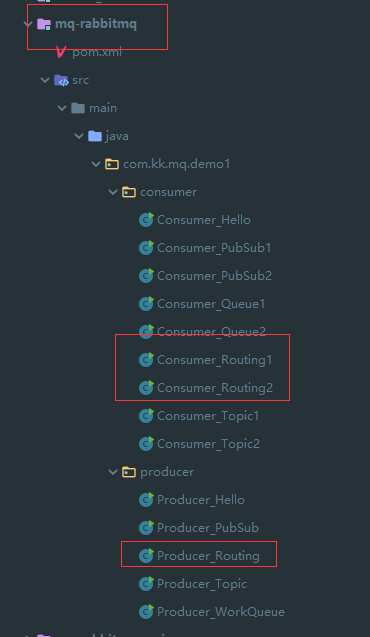 mq-rabbitmq
pom.xml
src
main
java
com.kk.mq.demo1
consumer
Consumer_Hello
Consumer_PubSub1
Consumer_PubSub2
Consumer_Queue1
Consumer_Queue2
Consumer_Routing1
Consumer_Routing2
Consumer_Topic1
Consumer_Topic2
producer
Producer_Hello
Producer_PubSub
Producer_Routing
Producer_Topic
Producer_WorkQueue